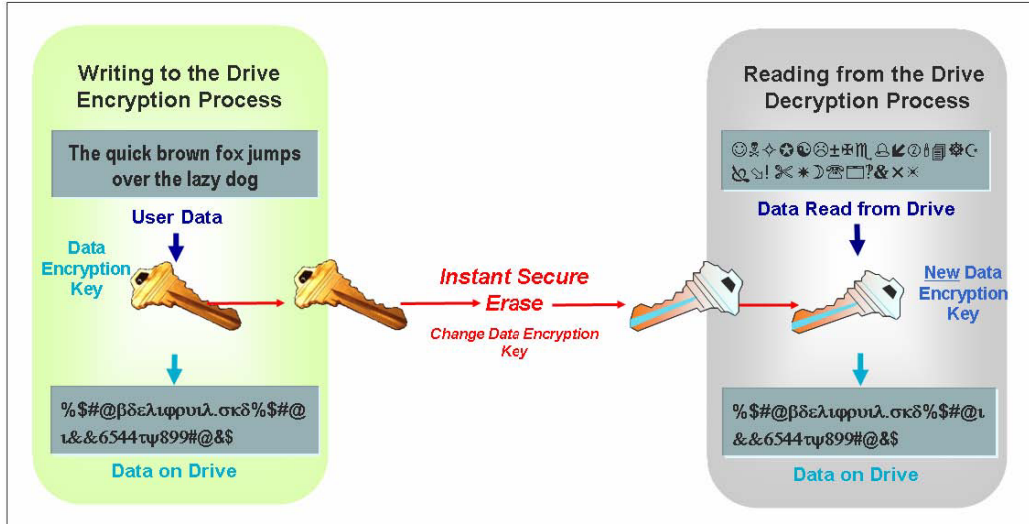 Writing to the Drive
Encryption Process
The quick brown fox jumps
over the lazy dog
User Data
Data
Encryption
Key
%$#@βδελιφρυιλ.σκδ%$#@
ι&&6544τψ899#@&$
Data on Drive
Instant Secure
Erase
Change Data Encryption
Key
Reading from the Drive
Decryption Process
Data Read from Drive
New Data
Encryption
Key
%$#@βδελιφρυιλ.σκδ%$#@ι
&&6544τψ899#@&$
Data on Drive